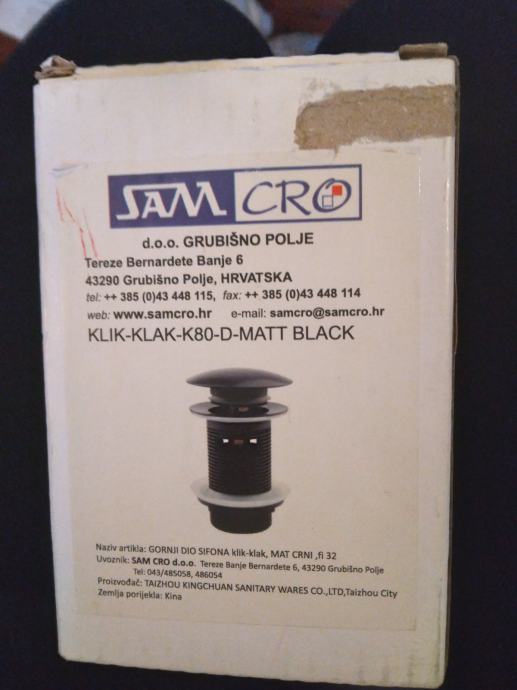 SAM CRO
d.o.o. GRUBIŠNO POLJE
Tereze Bernardete Banje 6
43290 Grubišno Polje, HRVATSKA
tel: ++ 385 (0)43 448 115, fax: ++ 385 (0)43 448 114
web: www.samcro.hr e-mail: samcro@samcro.hr
KLIK-KLAK-K80-D-MATT BLACK
Naziv artikla: GORNJI DIO SIFONA klik-klak, MAT CRNI ,fi 32
Uvoznik: SAM CRO d.o.o. Tereze Banje Bernardete 6, 43290 Grubišno Polje
Tel: 043/485058, 486054
Proizvođač: TAIZHOU KINGCHUAN SANITARY WARES CO.,LTD,Taizhou City
Zemlja porijekla: Kina